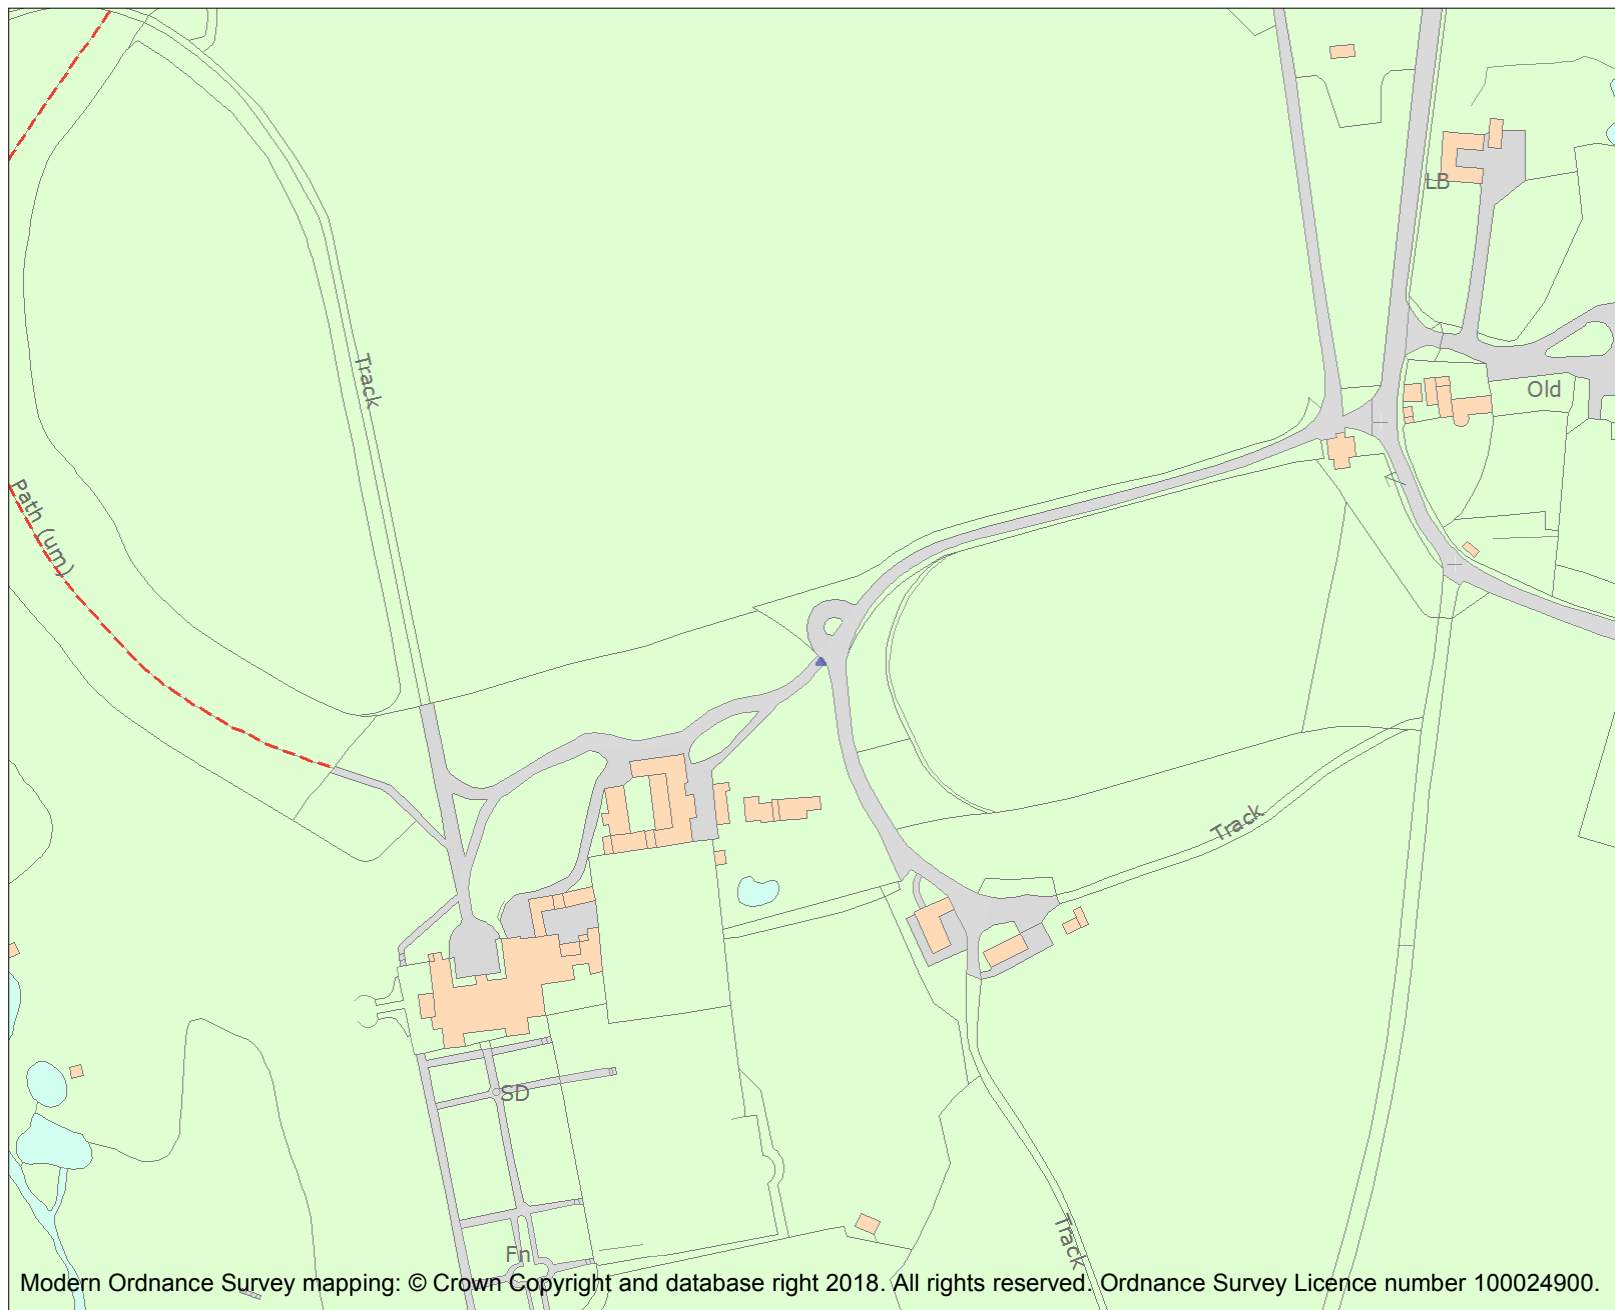 LB
Track
Old
Path (um)
Track
SD
Track
Fn
Modern Ordnance Survey mapping: © Crown Copyright and database right 2018. All rights reserved. Ordnance Survey Licence number 100024900.